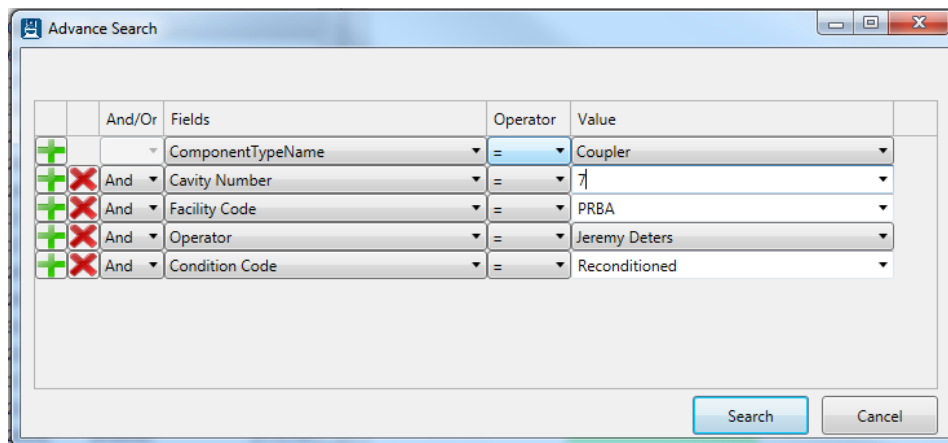 Advance Search
And/Or Fields Operator Value
ComponentTypeName = Coupler
And Cavity Number = 7
And Facility Code = PRBA
And Operator = Jeremy Deters
And Condition Code = Reconditioned
Search Cancel